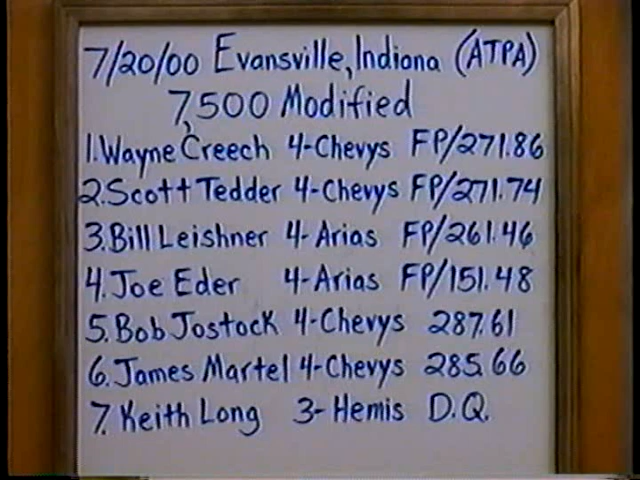 7/20/00 Evansville, Indiana (ATPA)
7,500 Modified
1. Wayne Creech 4-Chevys FP/271.86
2. Scott Tedder 4-Chevys FP/271.74
3. Bill Leishner 4-Arias FP/261.46
4. Joe Eder 4-Arias FP/151.48
5. Bob Jostock 4-Chevys 287.61
6. James Martel 4-Chevys 285.66
7. Keith Long 3-Hemis D.Q.